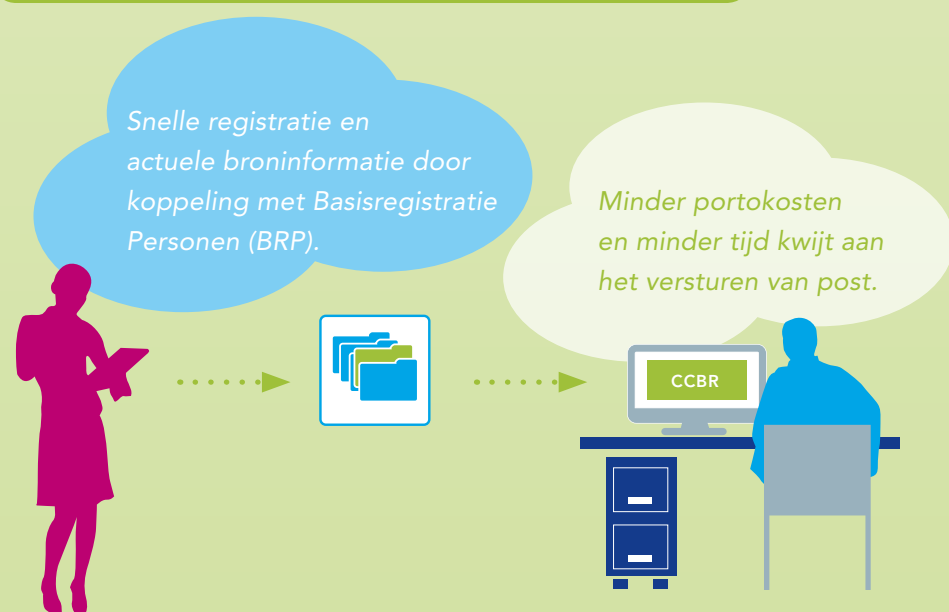 Snelle registratie en
actuele broninformatie door
koppeling met Basisregistratie
Personen (BRP).
Minder portokosten
en minder tijd kwijt aan
het versturen van post.
CCBR